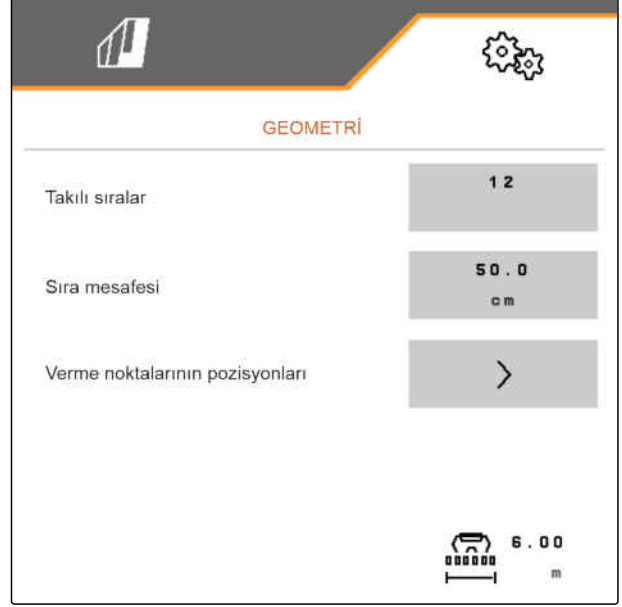 GEOMETRİ
Takılı sıralar
12
Sıra mesafesi
50.0
cm
Verme noktalarının pozisyonları
6.00
m